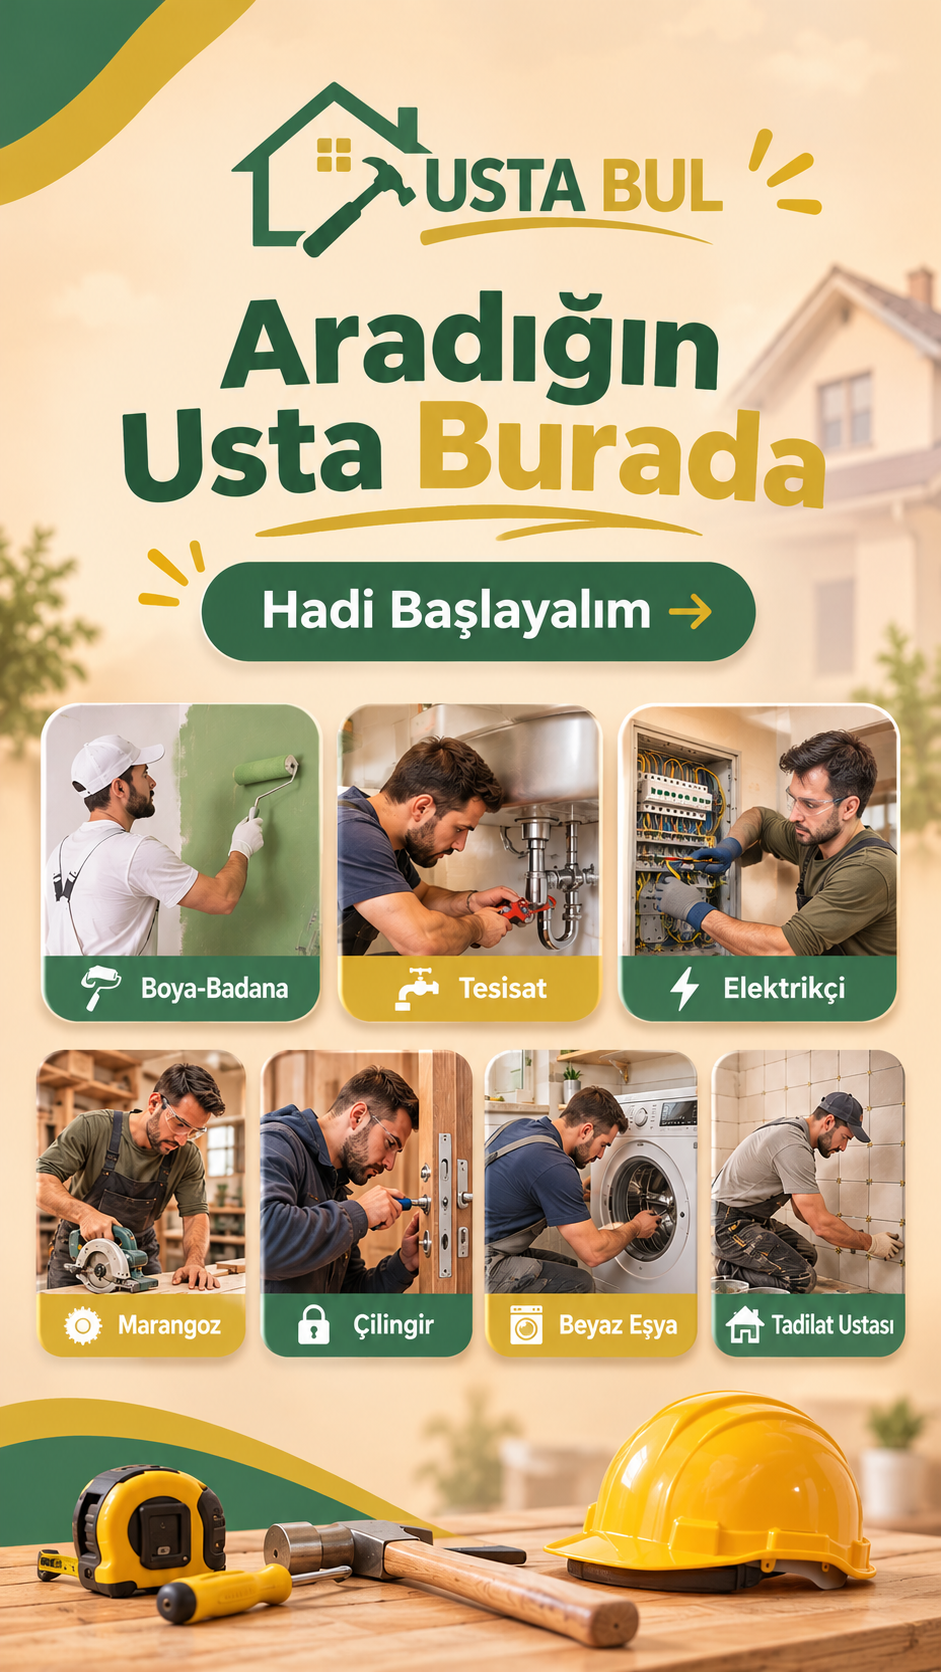 USTA BUL
Aradığın
Usta Burada
Hadi Başlayalım
Boya-Badana
Tesisat
Elektrikçi
Marangoz
Çilingir
Beyaz Eşya
Tadilat Ustası